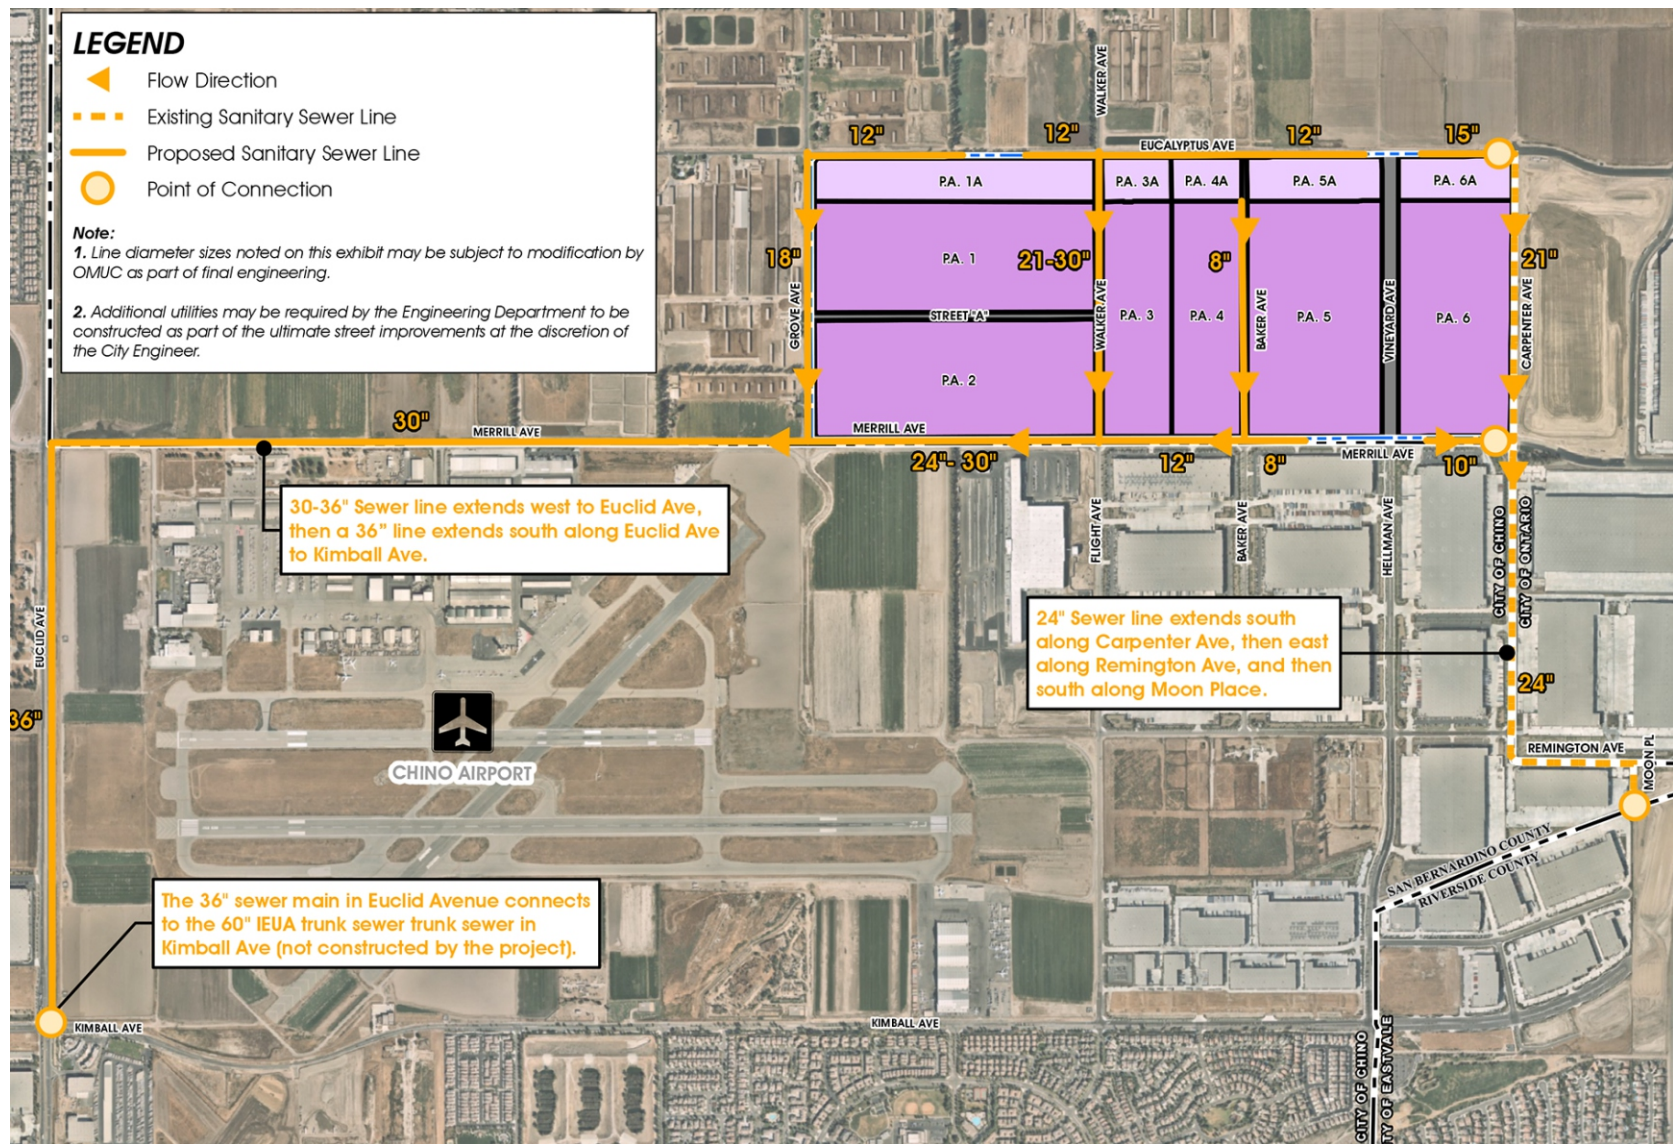 LEGEND
Flow Direction
Existing Sanitary Sewer Line
Proposed Sanitary Sewer Line
Point of Connection
Note:
1. Line diameter sizes noted on this exhibit may be subject to modification by
OMUC as part of final engineering.
2. Additional utilities may be required by the Engineering Department to be
constructed as part of the ultimate street improvements at the discretion of
the City Engineer.
WALKER AVE
12"
12"
12"
15"
EUCALYPTUS AVE
P.A. 1A
P.A. 3A
P.A. 4A
P.A. 5A
P.A. 6A
18"
P.A. 1
21-30"
8"
21"
GROVE AVE
STREET "A"
WALKER AVE
P.A. 3
P.A. 4
BAKER AVE
P.A. 5
VINEYARD AVE
P.A. 6
CARPENTER AVE
P.A. 2
30"
MERRILL AVE
MERRILL AVE
24"- 30"
12"
8"
MERRILL AVE
10"
30-36" Sewer line extends west to Euclid Ave,
then a 36" line extends south along Euclid Ave
to Kimball Ave.
FLIGHT AVE
BAKER AVE
HELLMAN AVE
CITY OF CHINO
CITY OF ONTARIO
EUCLID AVE
24" Sewer line extends south
along Carpenter Ave, then east
along Remington Ave, and then
south along Moon Place.
24"
36"
REMINGTON AVE
MOON PL
CHINO AIRPORT
SAN BERNARDINO COUNTY
RIVERSIDE COUNTY
The 36" sewer main in Euclid Avenue connects
to the 60" IEUA trunk sewer trunk sewer in
Kimball Ave (not constructed by the project).
KIMBALL AVE
KIMBALL AVE
CITY OF CHINO
TY OF EASTVALE